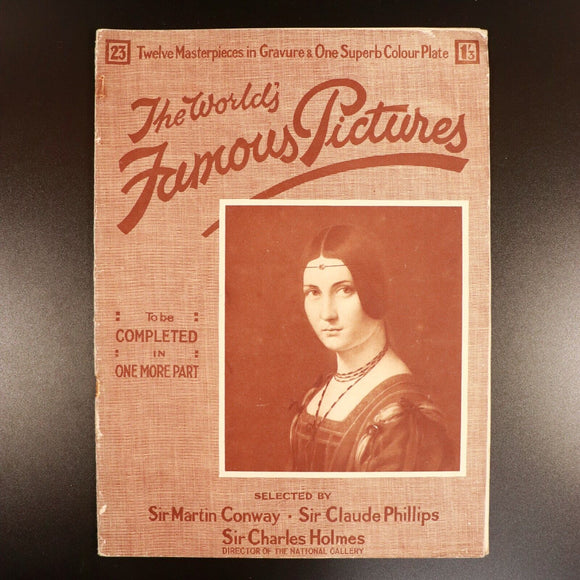 23 Twelve Masterpieces in Gravure & One Superb Colour Plate 1/3
The World's
Famous Pictures
To be
COMPLETED
IN
ONE MORE PART
SELECTED BY
Sir Martin Conway · Sir Claude Phillips
Sir Charles Holmes
DIRECTOR OF THE NATIONAL GALLERY